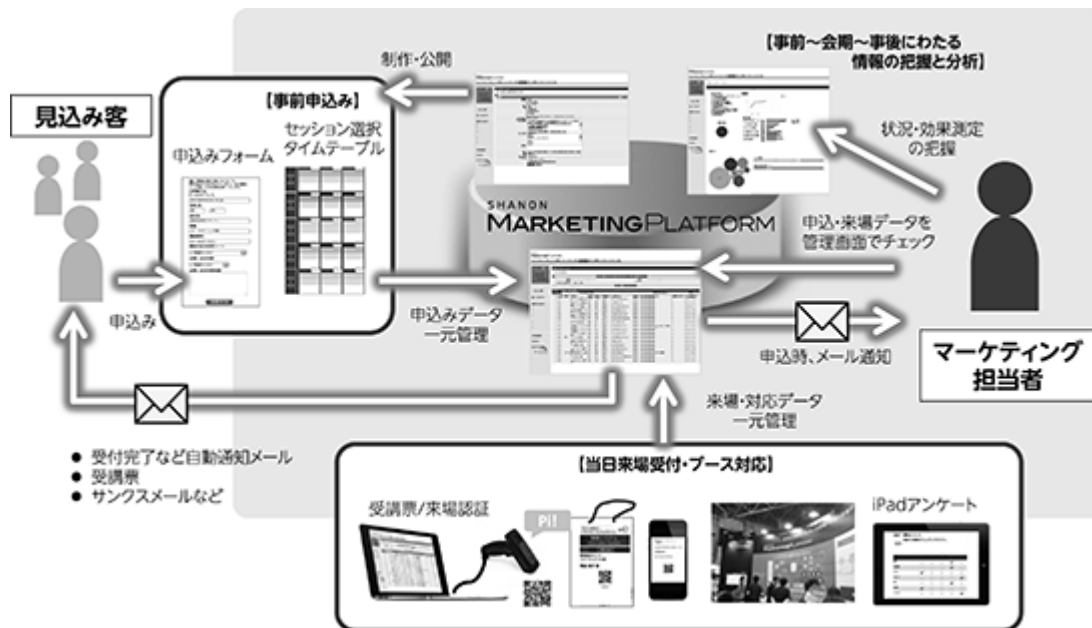 【事前~会期~事後にわたる
情報の把握と分析】
制作・公開
【事前申込み】
見込み客
セッション選択
タイムテーブル
申込みフォーム
状況・効果測定
の把握
SHANON
MARKETINGPLATFORM
申込・来場データを
管理画面でチェック
申込み
申込みデータ
一元管理
申込時、メール通知
マーケティング
担当者
来場・対応データ
一元管理
● 受付完了など自動通知メール
● 受講票
● サンクスメールなど
【当日来場受付・ブース対応】
受講票/来場認証
Pi!
iPadアンケート